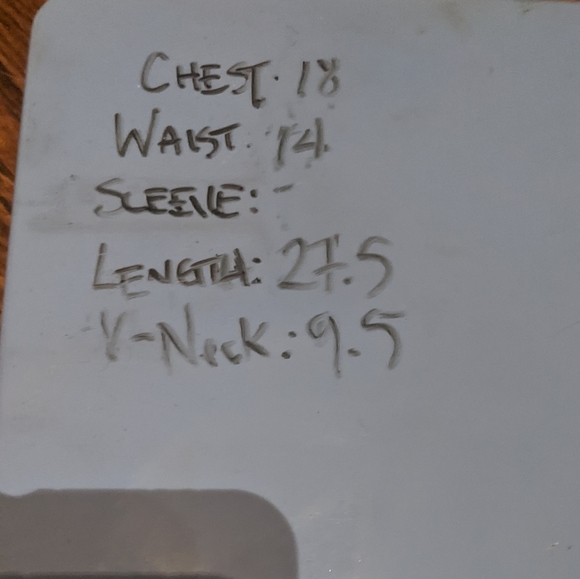 CHEST. 18
WAIST. 14.
SLEEVE: -
LENGTH: 27.5
V-Neck: 9.5